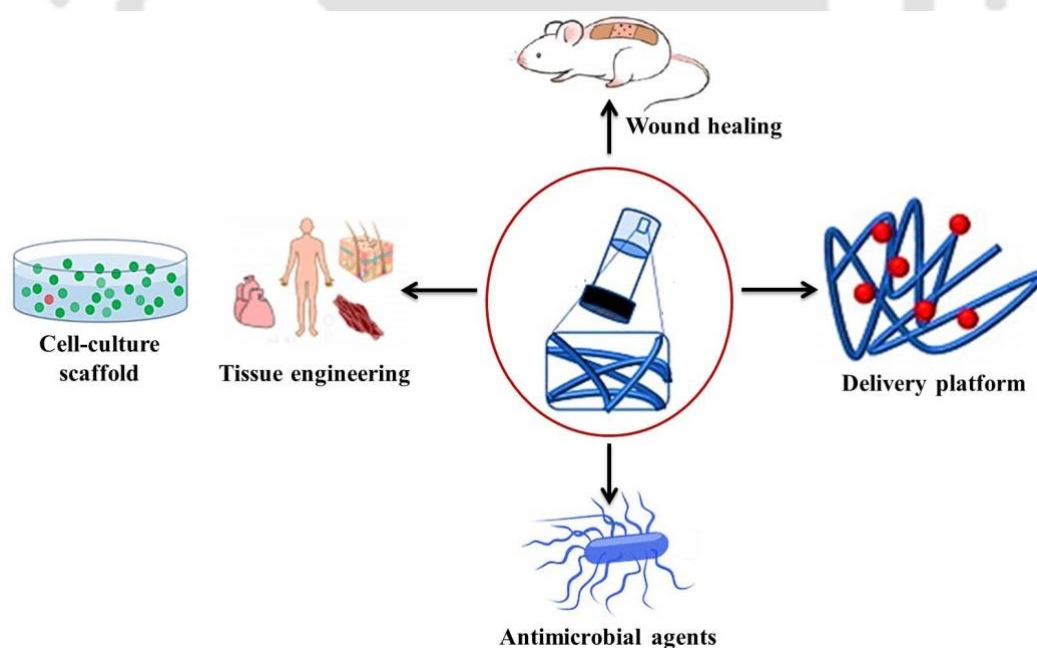 Wound healing
Cell-culture
scaffold
Tissue engineering
Delivery platform
Antimicrobial agents